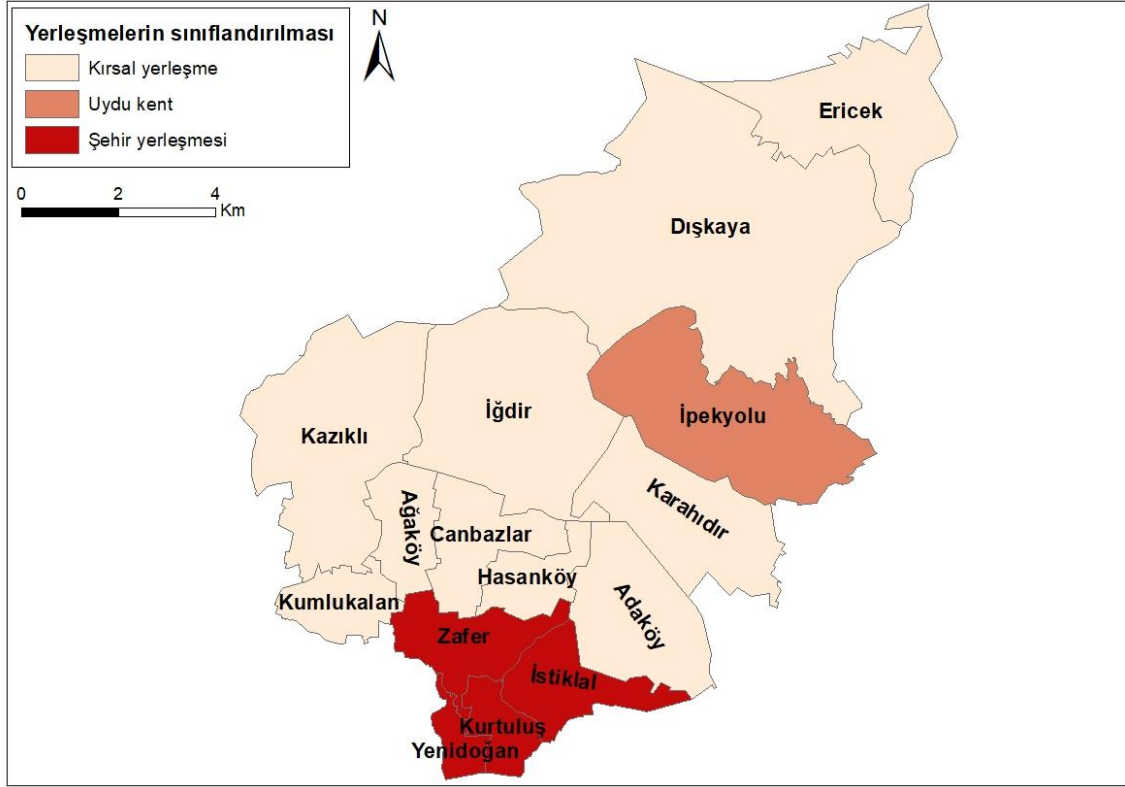 Yerleşmelerin sınıflandırılması
Kırsal yerleşme
Uydu kent
Şehir yerleşmesi
N
0 2 4
Km
Ericek
Dışkaya
İpekyolu
İğdir
Kazıklı
Karahıdır
Ağaköy
Canbazlar
Hasanköy
Kumlukalan
Adaköy
Zafer
İstiklal
Kurtuluş
Yenidoğan